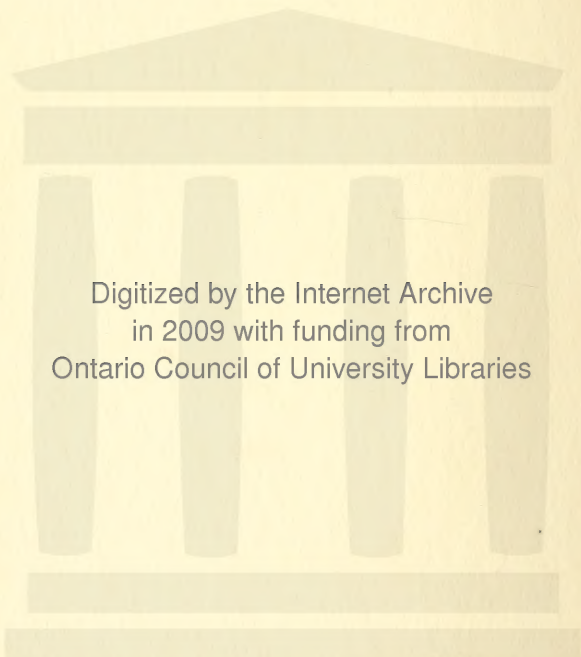 Digitized by the Internet Archive
in 2009 with funding from
Ontario Council of University Libraries